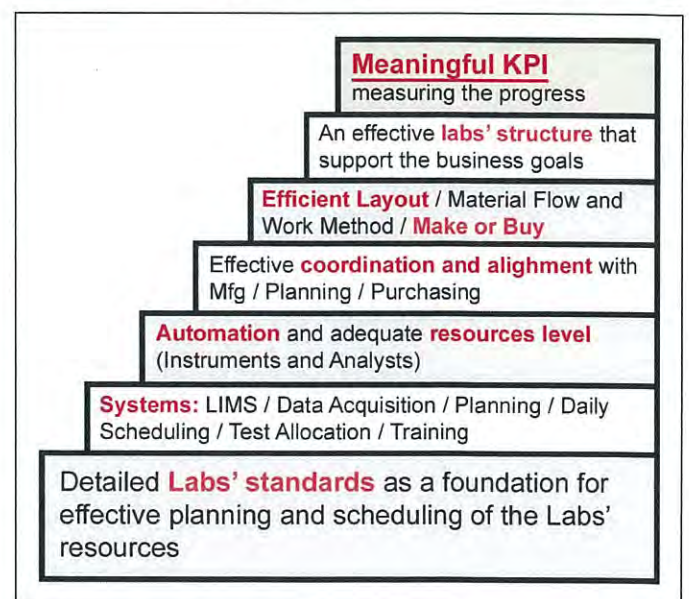 Meaningful KPI
measuring the progress
An effective labs' structure that
support the business goals
Efficient Layout / Material Flow and
Work Method / Make or Buy
Effective coordination and alighment with
Mfg / Planning / Purchasing
Automation and adequate resources level
(Instruments and Analysts)
Systems: LIMS / Data Acquisition / Planning / Daily
Scheduling / Test Allocation / Training
Detailed Labs' standards as a foundation for
effective planning and scheduling of the Labs'
resources